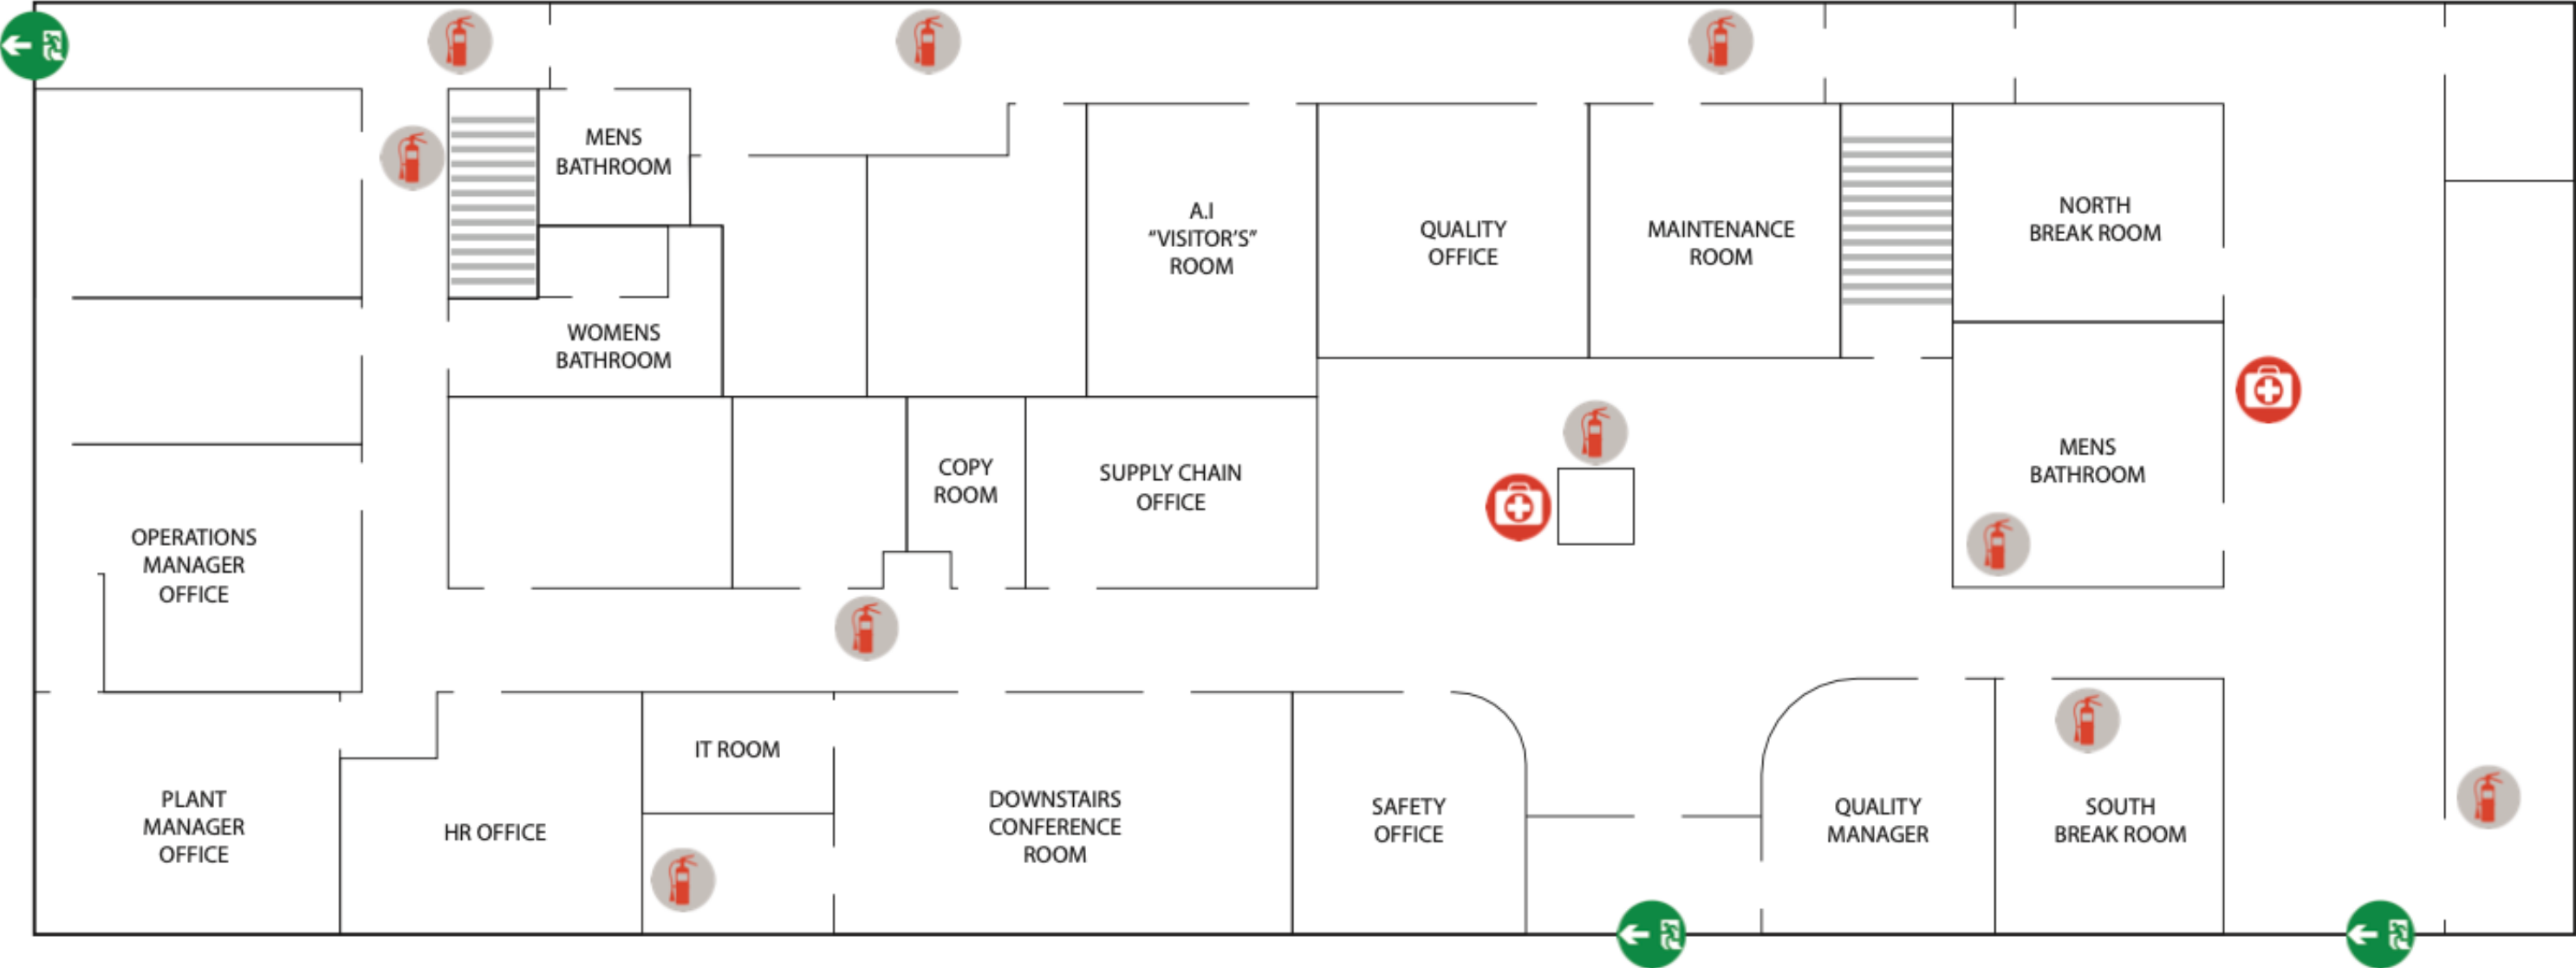 MENS
BATHROOM
WOMENS
BATHROOM
A.I
“VISITOR’S”
ROOM
QUALITY
OFFICE
MAINTENANCE
ROOM
NORTH
BREAK ROOM
MENS
BATHROOM
COPY
ROOM
SUPPLY CHAIN
OFFICE
OPERATIONS
MANAGER
OFFICE
PLANT
MANAGER
OFFICE
HR OFFICE
IT ROOM
DOWNSTAIRS
CONFERENCE
ROOM
SAFETY
OFFICE
QUALITY
MANAGER
SOUTH
BREAK ROOM